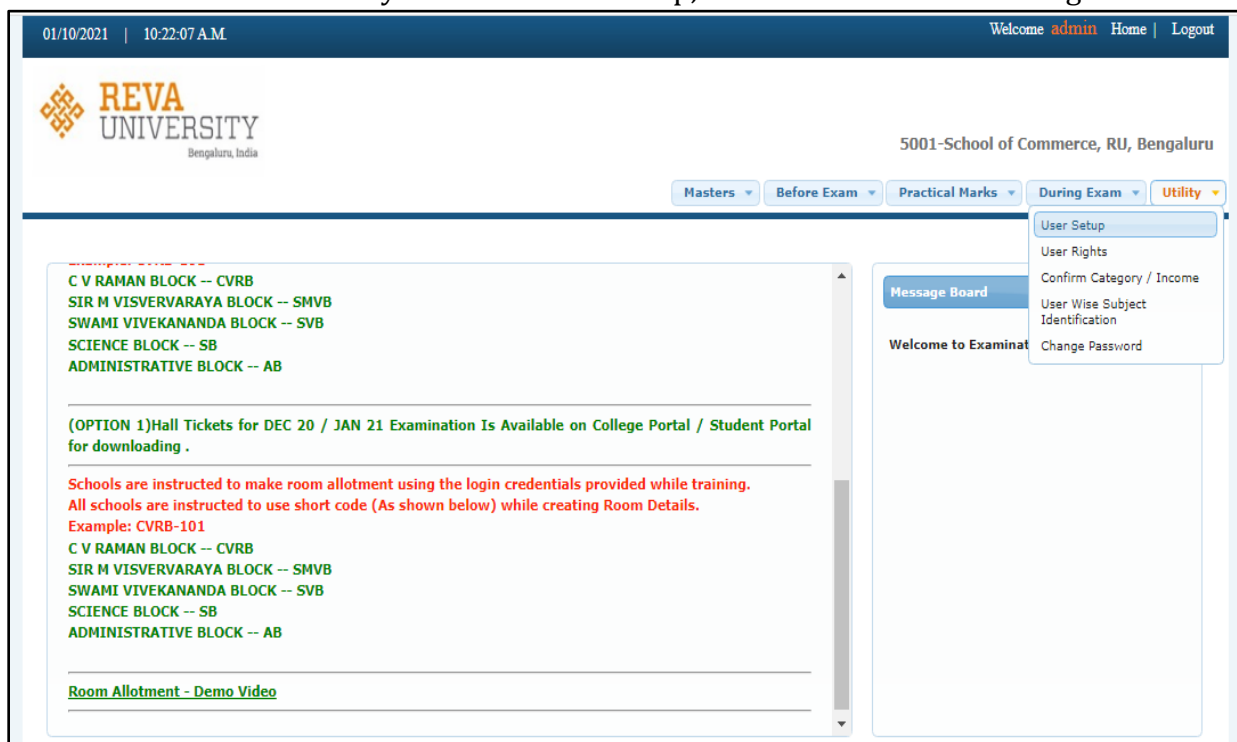 01/10/2021 | 10:22:07 A.M. Welcome admin Home | Logout
REVA
UNIVERSITY
Bengaluru, India
5001-School of Commerce, RU, Bengaluru
Masters Before Exam Practical Marks During Exam Utility
User Setup
User Rights
Confirm Category / Income
User Wise Subject
Identification
Change Password
C V RAMAN BLOCK -- CVRB
SIR M VISVERVARAYA BLOCK -- SMVB
SWAMI VIVEKANANDA BLOCK -- SVB
SCIENCE BLOCK -- SB
ADMINISTRATIVE BLOCK -- AB
(OPTION 1)Hall Tickets for DEC 20 / JAN 21 Examination Is Available on College Portal / Student Portal
for downloading .
Schools are instructed to make room allotment using the login credentials provided while training.
All schools are instructed to use short code (As shown below) while creating Room Details.
Example: CVRB-101
C V RAMAN BLOCK -- CVRB
SIR M VISVERVARAYA BLOCK -- SMVB
SWAMI VIVEKANANDA BLOCK -- SVB
SCIENCE BLOCK -- SB
ADMINISTRATIVE BLOCK -- AB
Room Allotment - Demo Video
Message Board
Welcome to Examinat